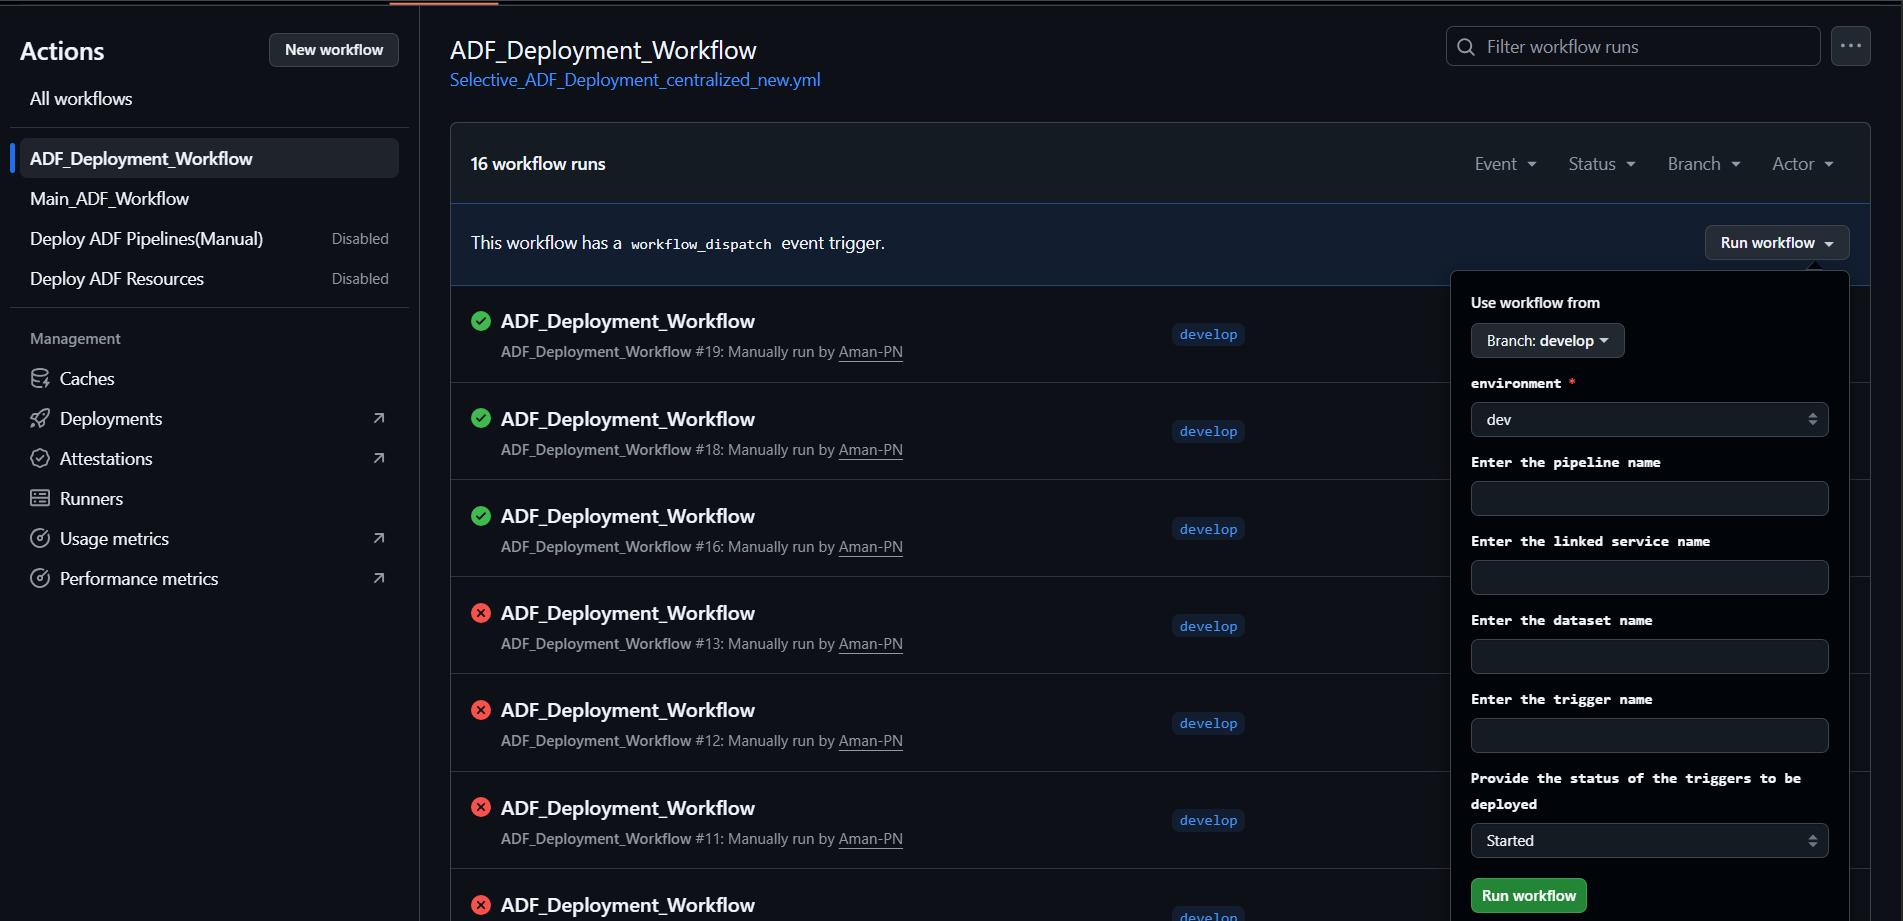 Actions
New workflow
All workflows
ADF_Deployment_Workflow
Main_ADF_Workflow
Deploy ADF Pipelines(Manual) Disabled
Deploy ADF Resources Disabled
Management
Caches
Deployments
Attestations
Runners
Usage metrics
Performance metrics
ADF_Deployment_Workflow
Selective_ADF_Deployment_centralized_new.yml
Filter workflow runs
16 workflow runs
Event Status Branch Actor
This workflow has a workflow_dispatch event trigger.
Run workflow
ADF_Deployment_Workflow
ADF_Deployment_Workflow #19: Manually run by Aman-PN
develop
ADF_Deployment_Workflow
ADF_Deployment_Workflow #18: Manually run by Aman-PN
develop
ADF_Deployment_Workflow
ADF_Deployment_Workflow #16: Manually run by Aman-PN
develop
ADF_Deployment_Workflow
ADF_Deployment_Workflow #13: Manually run by Aman-PN
develop
ADF_Deployment_Workflow
ADF_Deployment_Workflow #12: Manually run by Aman-PN
develop
ADF_Deployment_Workflow
ADF_Deployment_Workflow #11: Manually run by Aman-PN
develop
ADF_Deployment_Workflow
develop
Use workflow from
Branch: develop
environment *
dev
Enter the pipeline name
Enter the linked service name
Enter the dataset name
Enter the trigger name
Provide the status of the triggers to be
deployed
Started
Run workflow